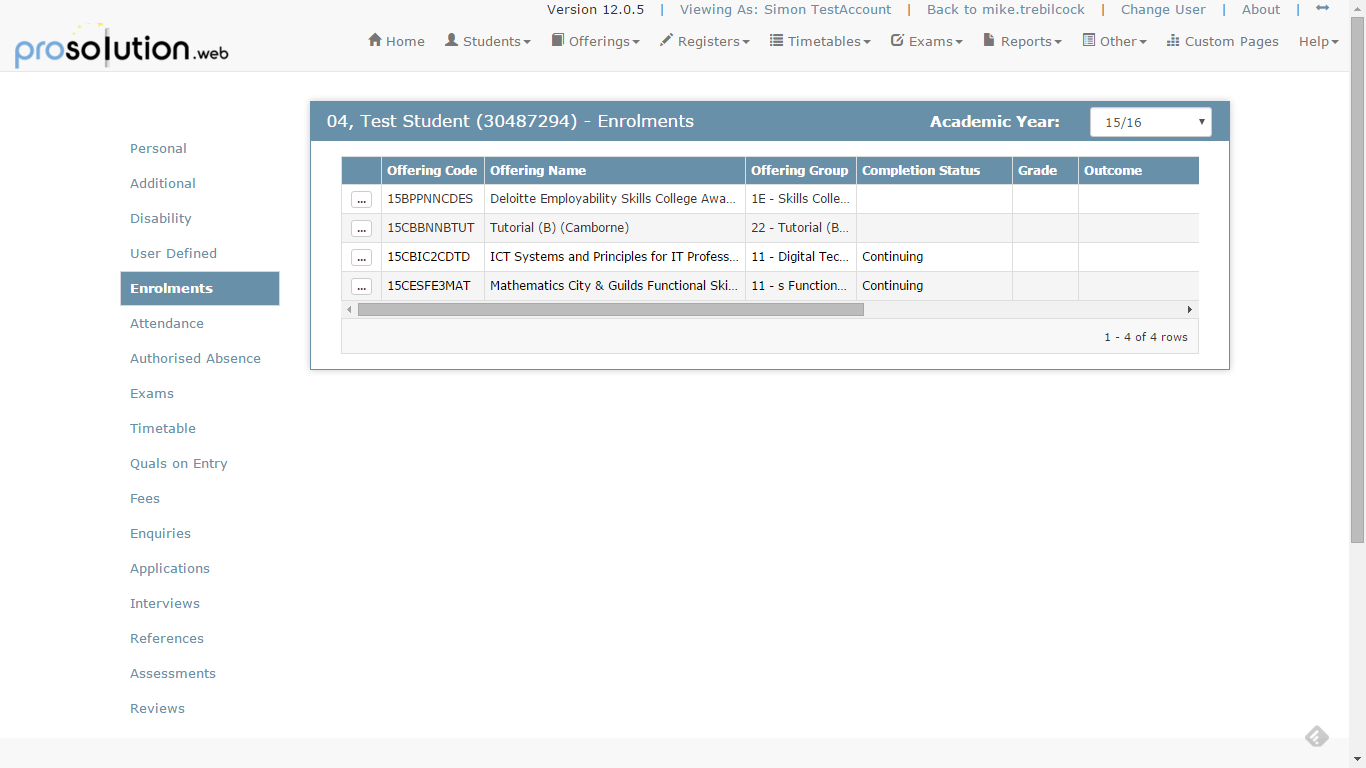 Version 12.0.5 | Viewing As: Simon TestAccount | Back to mike.trebilcock | Change User | About |
prosolution.web
Home Students Offerings Registers Timetables Exams Reports Other Custom Pages Help
04, Test Student (30487294) - Enrolments Academic Year: 15/16
Personal
Additional
Disability
User Defined
Enrolments
Attendance
Authorised Absence
Exams
Timetable
Quals on Entry
Fees
Enquiries
Applications
Interviews
References
Assessments
Reviews
Offering Code Offering Name Offering Group Completion Status Grade Outcome
... 15BPPNNCDES Deloitte Employability Skills College Awa... 1E - Skills Colle...
... 15CBBNNBTUT Tutorial (B) (Camborne) 22 - Tutorial (B...
... 15CBIC2CDTD ICT Systems and Principles for IT Profess... 11 - Digital Tec... Continuing
... 15CESFE3MAT Mathematics City & Guilds Functional Ski... 11 - s Function... Continuing
1 - 4 of 4 rows